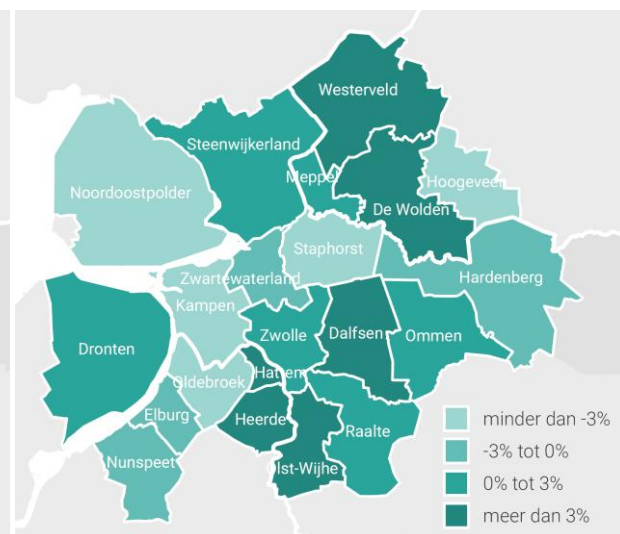 Westerveld
Steenwijkerland
Meppel
Hoogeveen
Noordoostpolder
De Wolden
Staphorst
Zwartewaterland
Hardenberg
Kampen
Zwolle
Dalfsen
Ommen
Dronten
Hattem
Oldebroek
Elburg
Heerde
Raalte
Nunspeet
Olst-Wijhe
minder dan -3%
-3% tot 0%
0% tot 3%
meer dan 3%